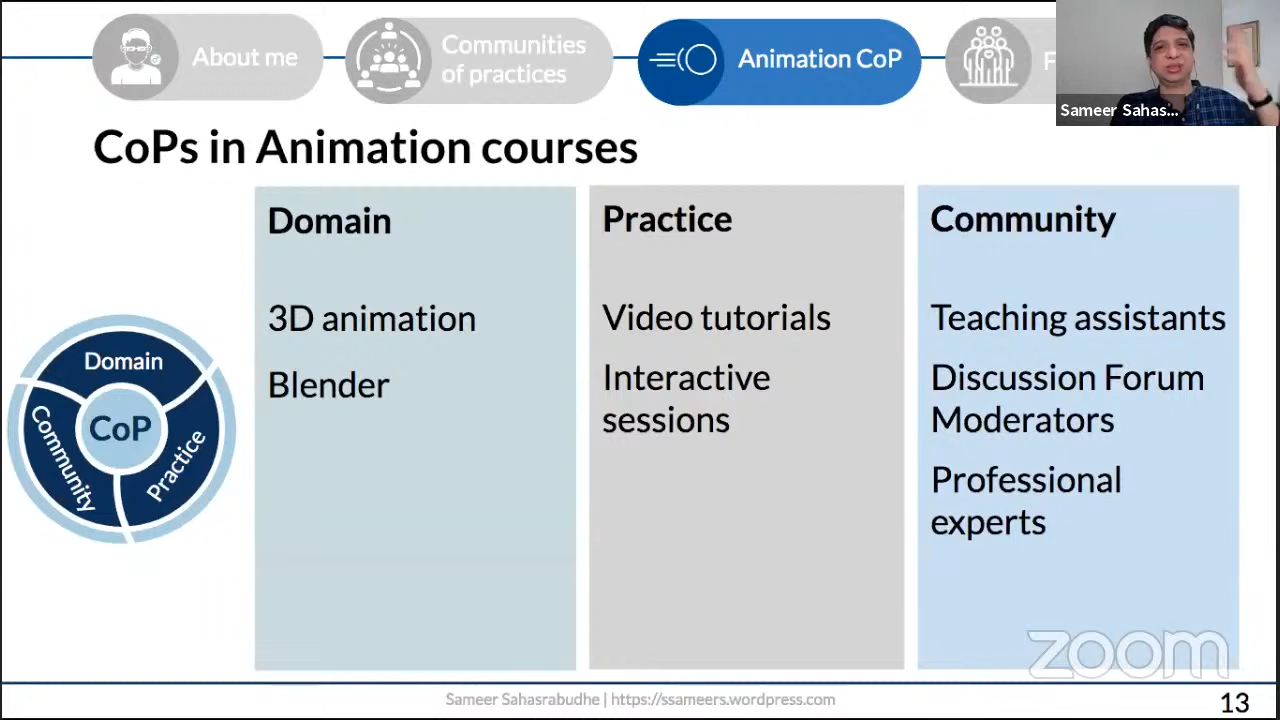 About me
Communities
of practices
Animation CoP
F
Sameer Sahas...
CoPs in Animation courses
Domain
3D animation
Blender
Practice
Video tutorials
Interactive
sessions
Community
Teaching assistants
Discussion Forum
Moderators
Professional
experts
Domain
CoP
Community
Practice
zoom
Sameer Sahasrabudhe | https://ssameers.wordpress.com
13